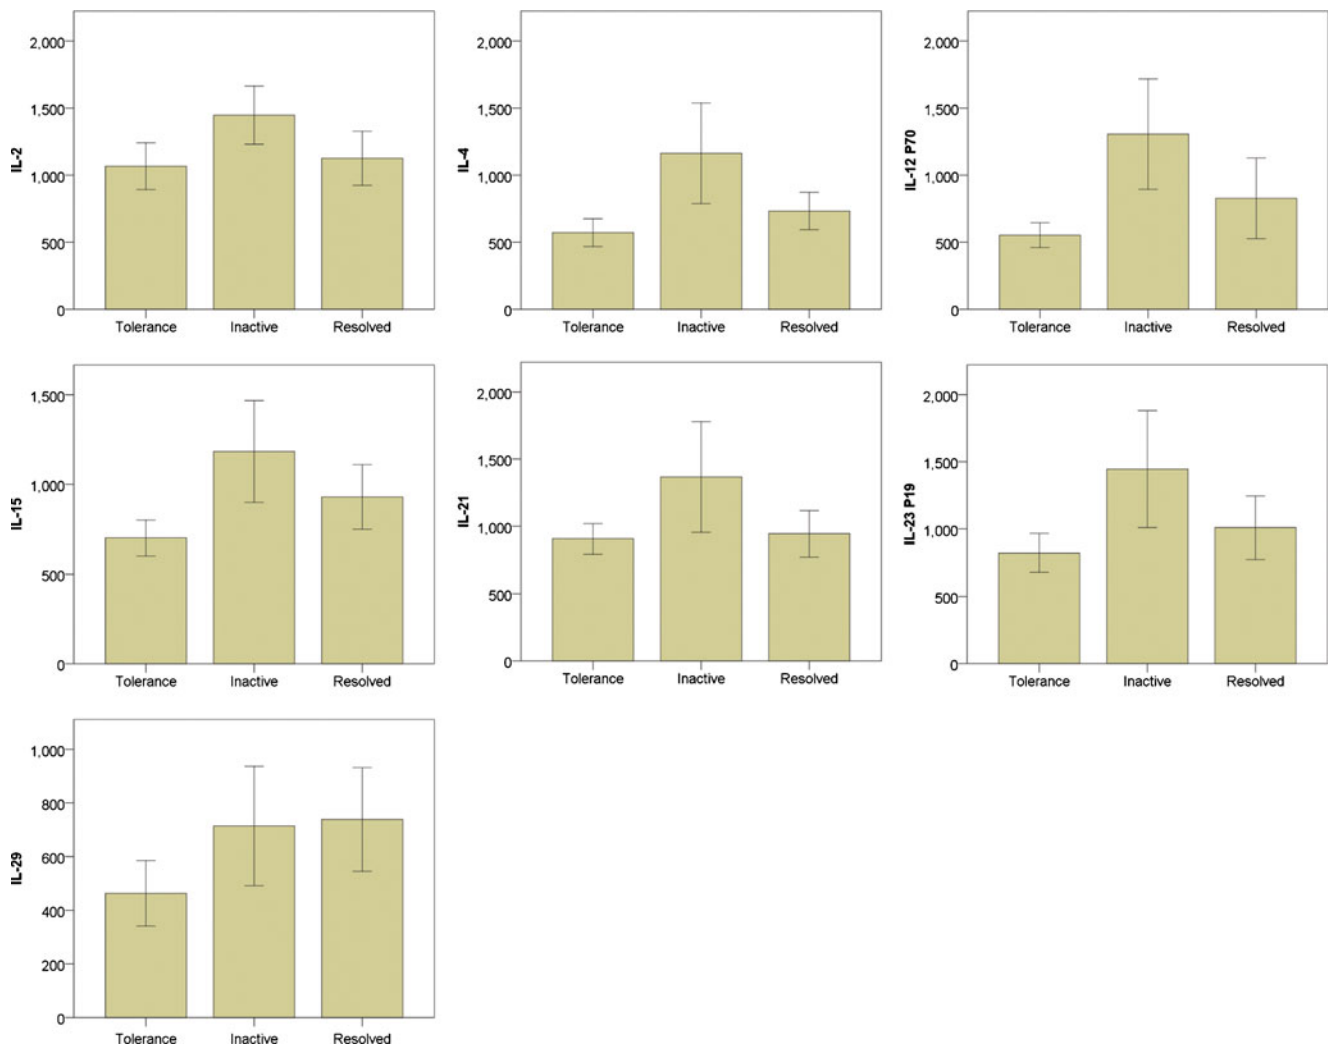 IL-2
2,000
1,500
1,000
500
0
Tolerance Inactive Resolved
IL-4
2,000
1,500
1,000
500
0
Tolerance Inactive Resolved
IL-12 P70
2,000
1,500
1,000
500
0
Tolerance Inactive Resolved
IL-15
1,500
1,000
500
0
Tolerance Inactive Resolved
IL-21
2,000
1,500
1,000
500
0
Tolerance Inactive Resolved
IL-23 P19
2,000
1,500
1,000
500
0
Tolerance Inactive Resolved
IL-29
1,000
800
600
400
200
0
Tolerance Inactive Resolved